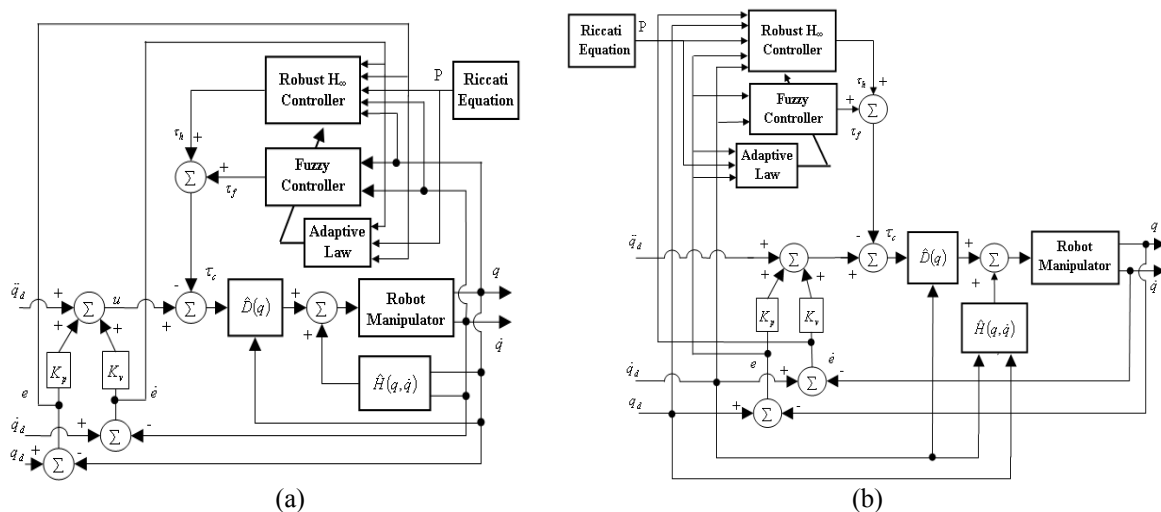 Robust H∞
Controller
P
Riccati
Equation
τh
+
Σ
+
τf
Fuzzy
Controller
Adaptive
Law
τc
q̈d
+
Σ
u
-
Σ
+
D̂(q)
+
Σ
+
Robot
Manipulator
q
q̇
+
+
Kp
Kv
Ĥ(q,q̇)
e
ė
q̇d
+
Σ
-
qd
+
Σ
-
(a)
Riccati
Equation
P
Robust H∞
Controller
τh
+
Fuzzy
Controller
+
Σ
τf
Adaptive
Law
q̈d
+
Σ
+
+
-
Σ
+
τc
D̂(q)
+
Σ
+
Robot
Manipulator
q
q̇
Kp
Kv
Ĥ(q,q̇)
e
ė
q̇d
+
Σ
-
qd
+
Σ
-
(b)